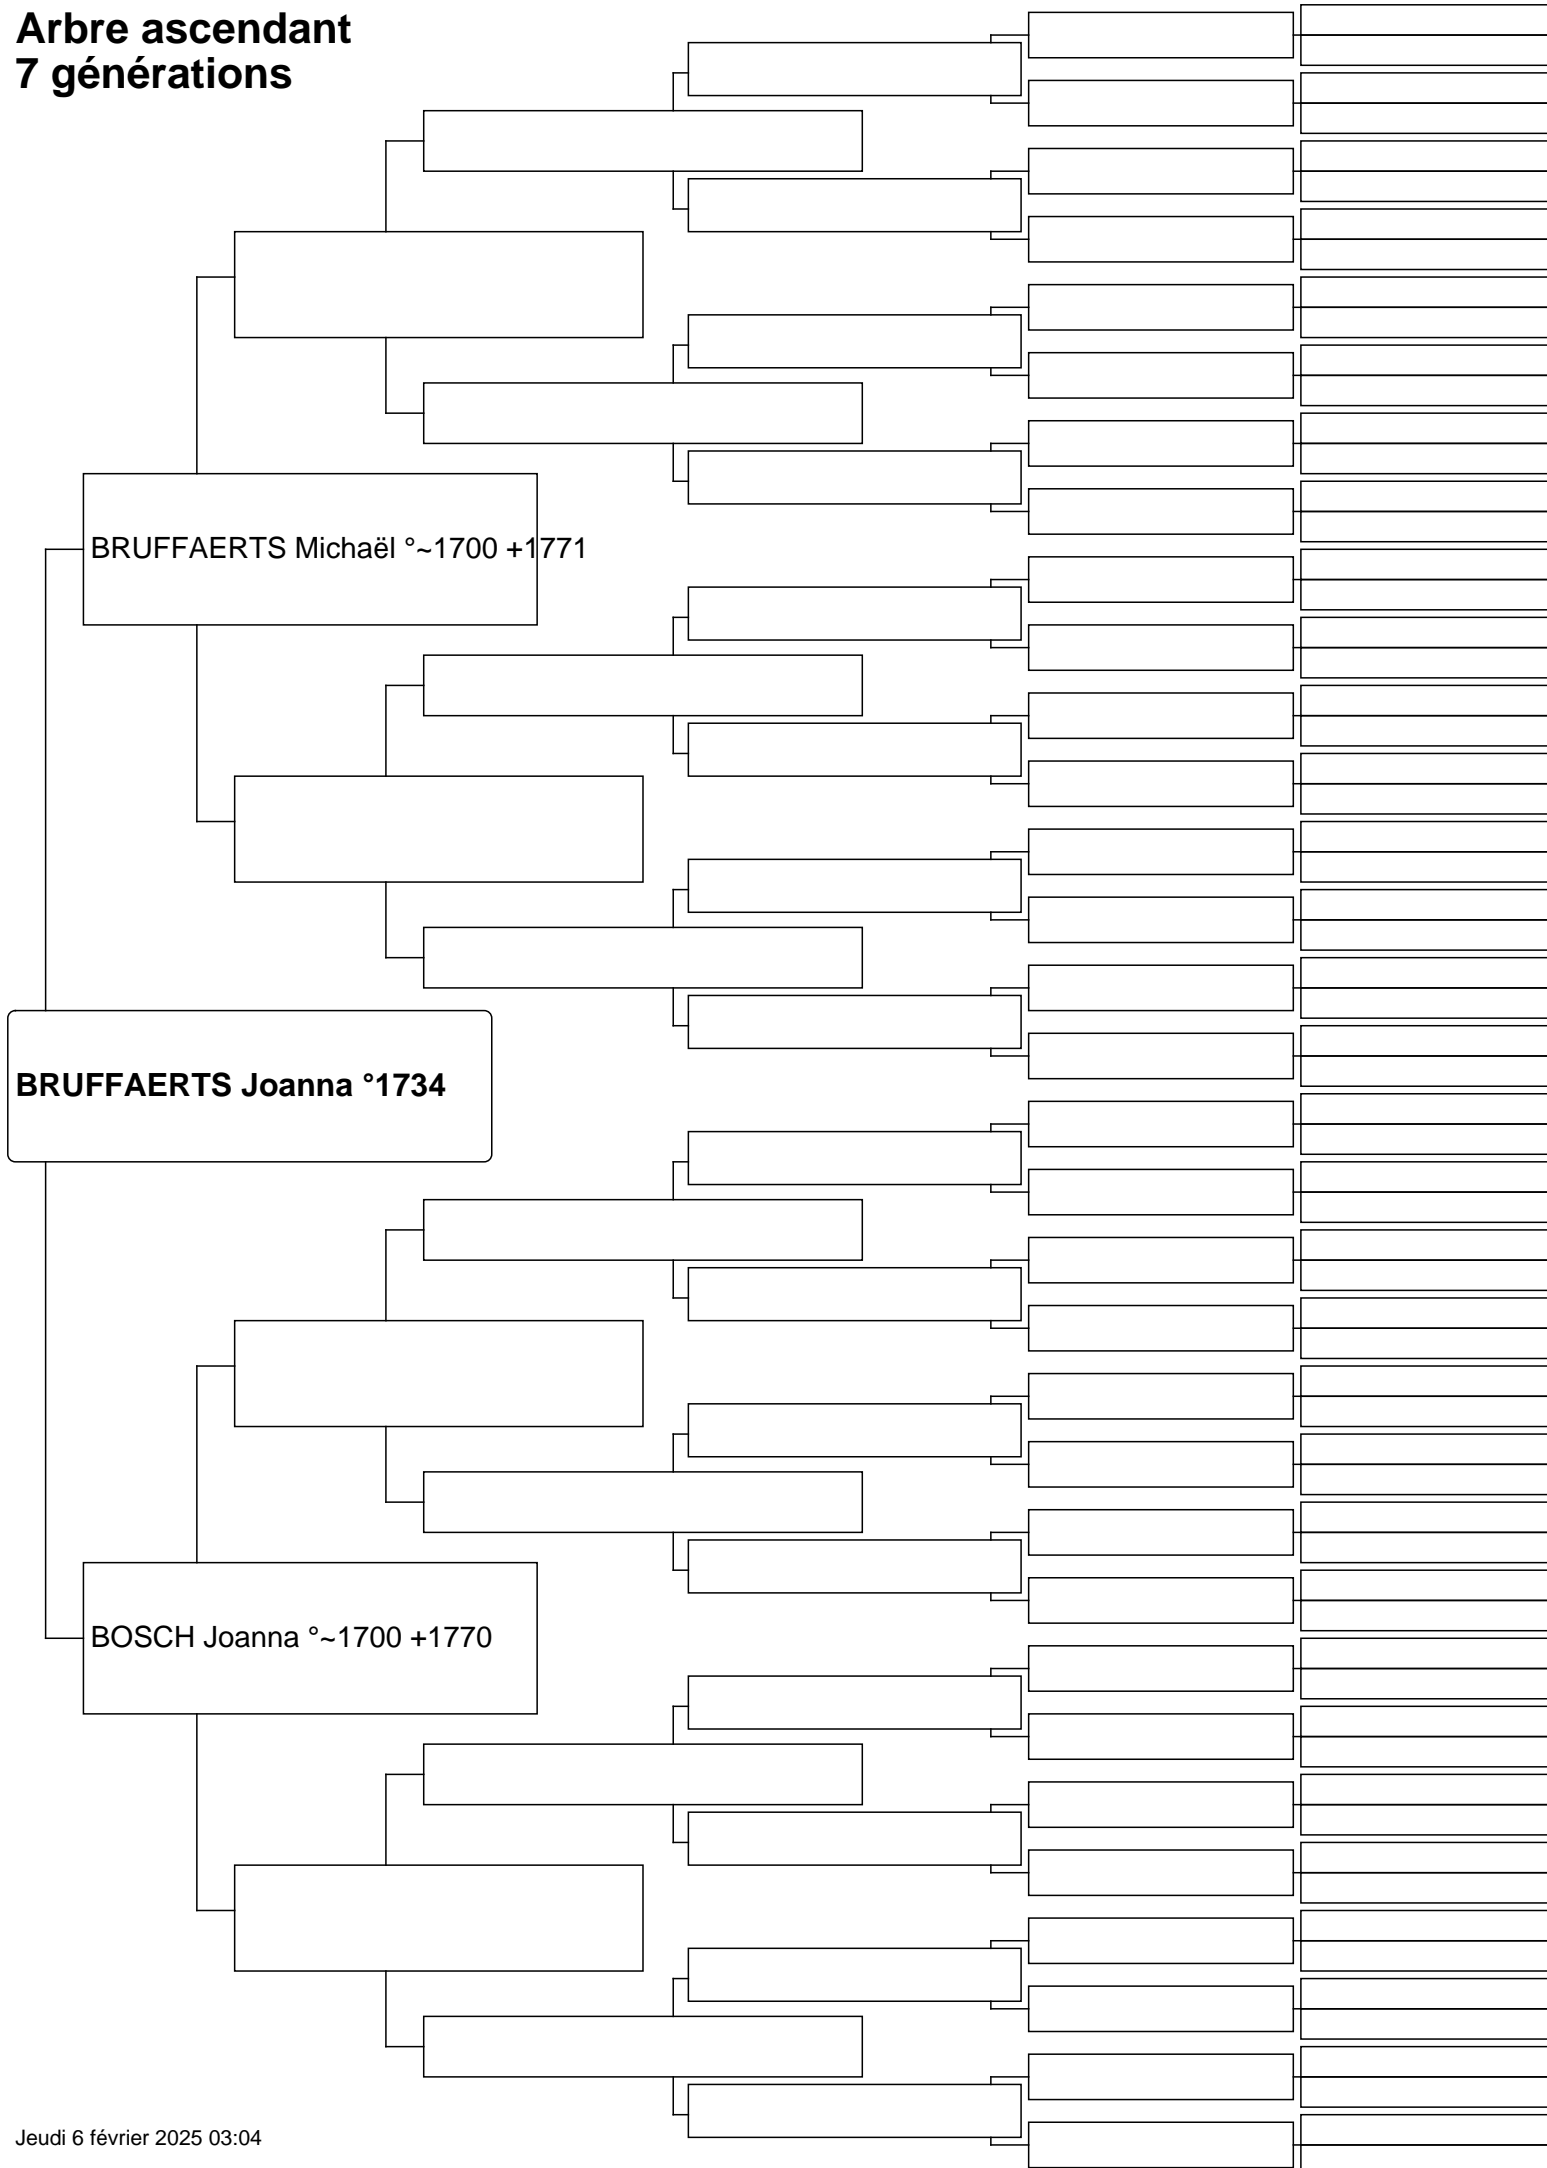 Arbre ascendant
7 générations
BRUFFAERTS Michaël °~1700 +1771
BRUFFAERTS Joanna °1734
BOSCH Joanna °~1700 +1770
Jeudi 6 février 2025 03:04